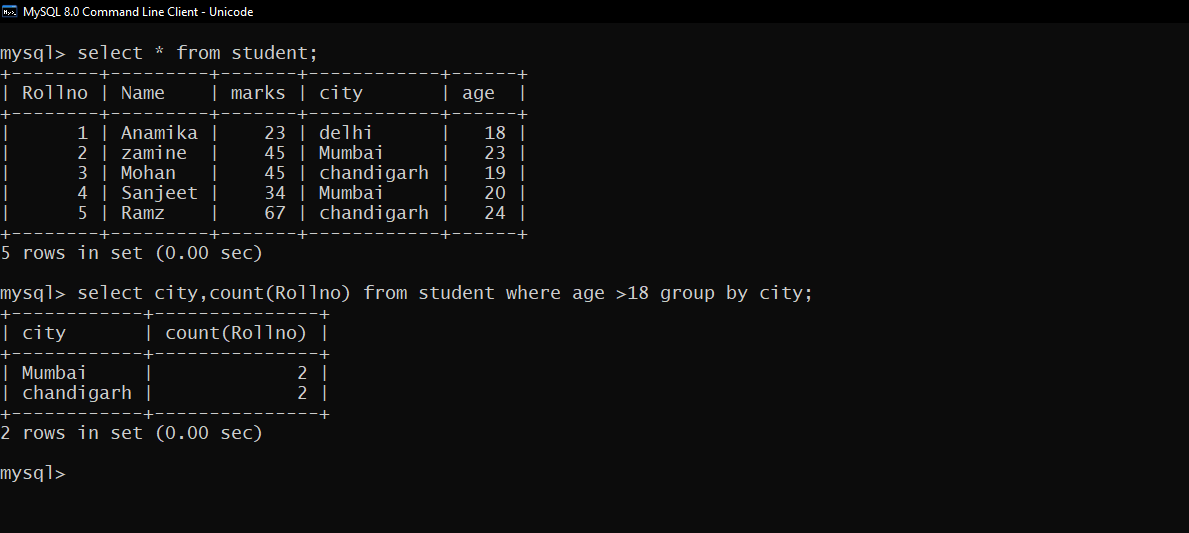 MySQL 8.0 Command Line Client - Unicode
mysql> select * from student;
+--------+---------+-------+------------+------+
| Rollno | Name    | marks | city       | age  |
+--------+---------+-------+------------+------+
|      1 | Anamika |    23 | delhi      |   18 |
|      2 | zamine  |    45 | Mumbai     |   23 |
|      3 | Mohan   |    45 | chandigarh |   19 |
|      4 | Sanjeet |    34 | Mumbai     |   20 |
|      5 | Ramz    |    67 | chandigarh |   24 |
+--------+---------+-------+------------+------+
5 rows in set (0.00 sec)
mysql> select city,count(Rollno) from student where age >18 group by city;
+------------+---------------+
| city       | count(Rollno) |
+------------+---------------+
| Mumbai     |             2 |
| chandigarh |             2 |
+------------+---------------+
2 rows in set (0.00 sec)
mysql>